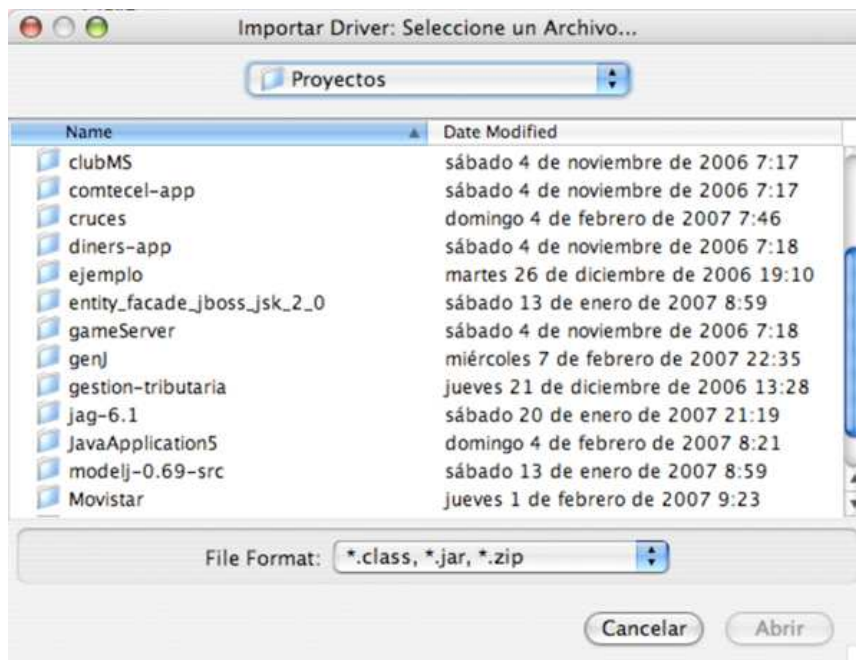 Importar Driver: Seleccione un Archivo...
Proyectos
Name Date Modified
clubMS sábado 4 de noviembre de 2006 7:17
comtecel-app sábado 4 de noviembre de 2006 7:17
cruces domingo 4 de febrero de 2007 7:46
diners-app sábado 4 de noviembre de 2006 7:18
ejemplo martes 26 de diciembre de 2006 19:10
entity_facade_jboss_jsk_2_0 sábado 13 de enero de 2007 8:59
gameServer sábado 4 de noviembre de 2006 7:18
genJ miércoles 7 de febrero de 2007 22:35
gestion-tributaria jueves 21 de diciembre de 2006 13:28
jag-6.1 sábado 20 de enero de 2007 21:19
JavaApplication5 domingo 4 de febrero de 2007 8:21
modelj-0.69-src sábado 13 de enero de 2007 8:59
Movistar jueves 1 de febrero de 2007 9:23
File Format: *.class, *.jar, *.zip
Cancelar Abrir